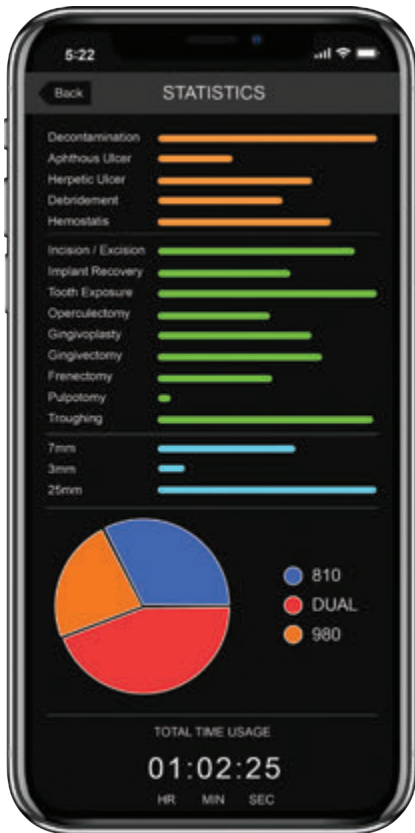 5:22
Back
STATISTICS
Decontamination
Aphthous Ulcer
Herpetic Ulcer
Debridement
Hemostatis
Incision / Excision
Implant Recovery
Tooth Exposure
Operculectomy
Gingivoplasty
Gingivectomy
Frenectomy
Pulpotomy
Troughing
7mm
3mm
25mm
810
DUAL
980
TOTAL TIME USAGE
01:02:25
HR MIN SEC